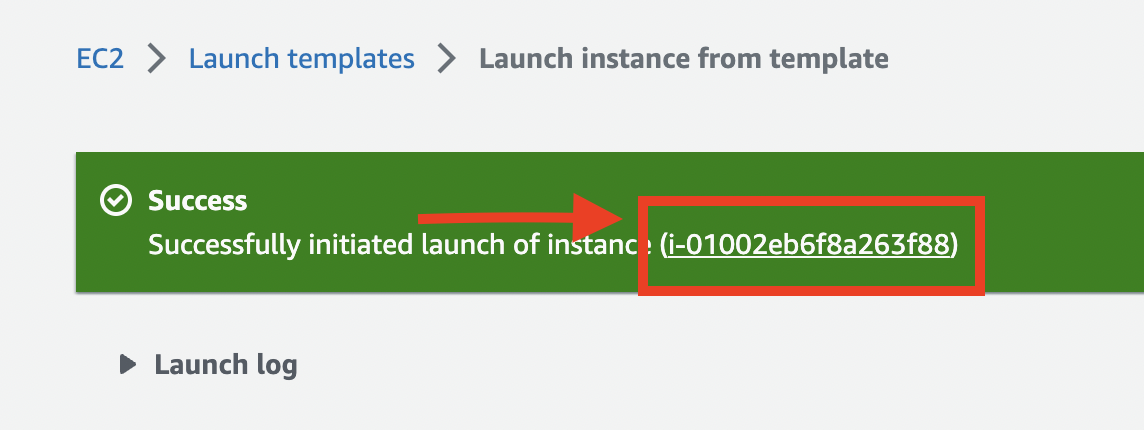 EC2 > Launch templates > Launch instance from template
Success
Successfully initiated launch of instance (i-01002eb6f8a263f88)
Launch log